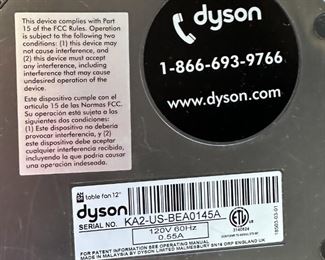 This device complies with Part
15 of the FCC Rules. Operation
is subject to the following two
conditions: (1) this device may
not cause interference, and
(2) this device must accept
any interference, including
interference that may cause
undesired operation of the
device.
Este dispositivo cumple con el
artículo 15 de las Normas FCC.
Su operación está sujeta a las
siguientes dos condiciones:
(1) Este dispositivo no debería
provocar interferencia, y
(2) este dispositivo debe aceptar
cualquier interferencia recibida,
incluyendo la que podría causar
una operación indeseada.
dyson
1-866-693-9766
www.dyson.com
table fan 12"
dyson
SERIAL NO. KA2-US-BEA0145A
120V 60Hz
0.55A
3140624
19503-03-01
FOR PATENT INFORMATION SEE OPERATING MANUAL
MADE IN MALAYSIA BY DYSON LIMITED MALMESBURY SN16 0RP ENGLAND UK